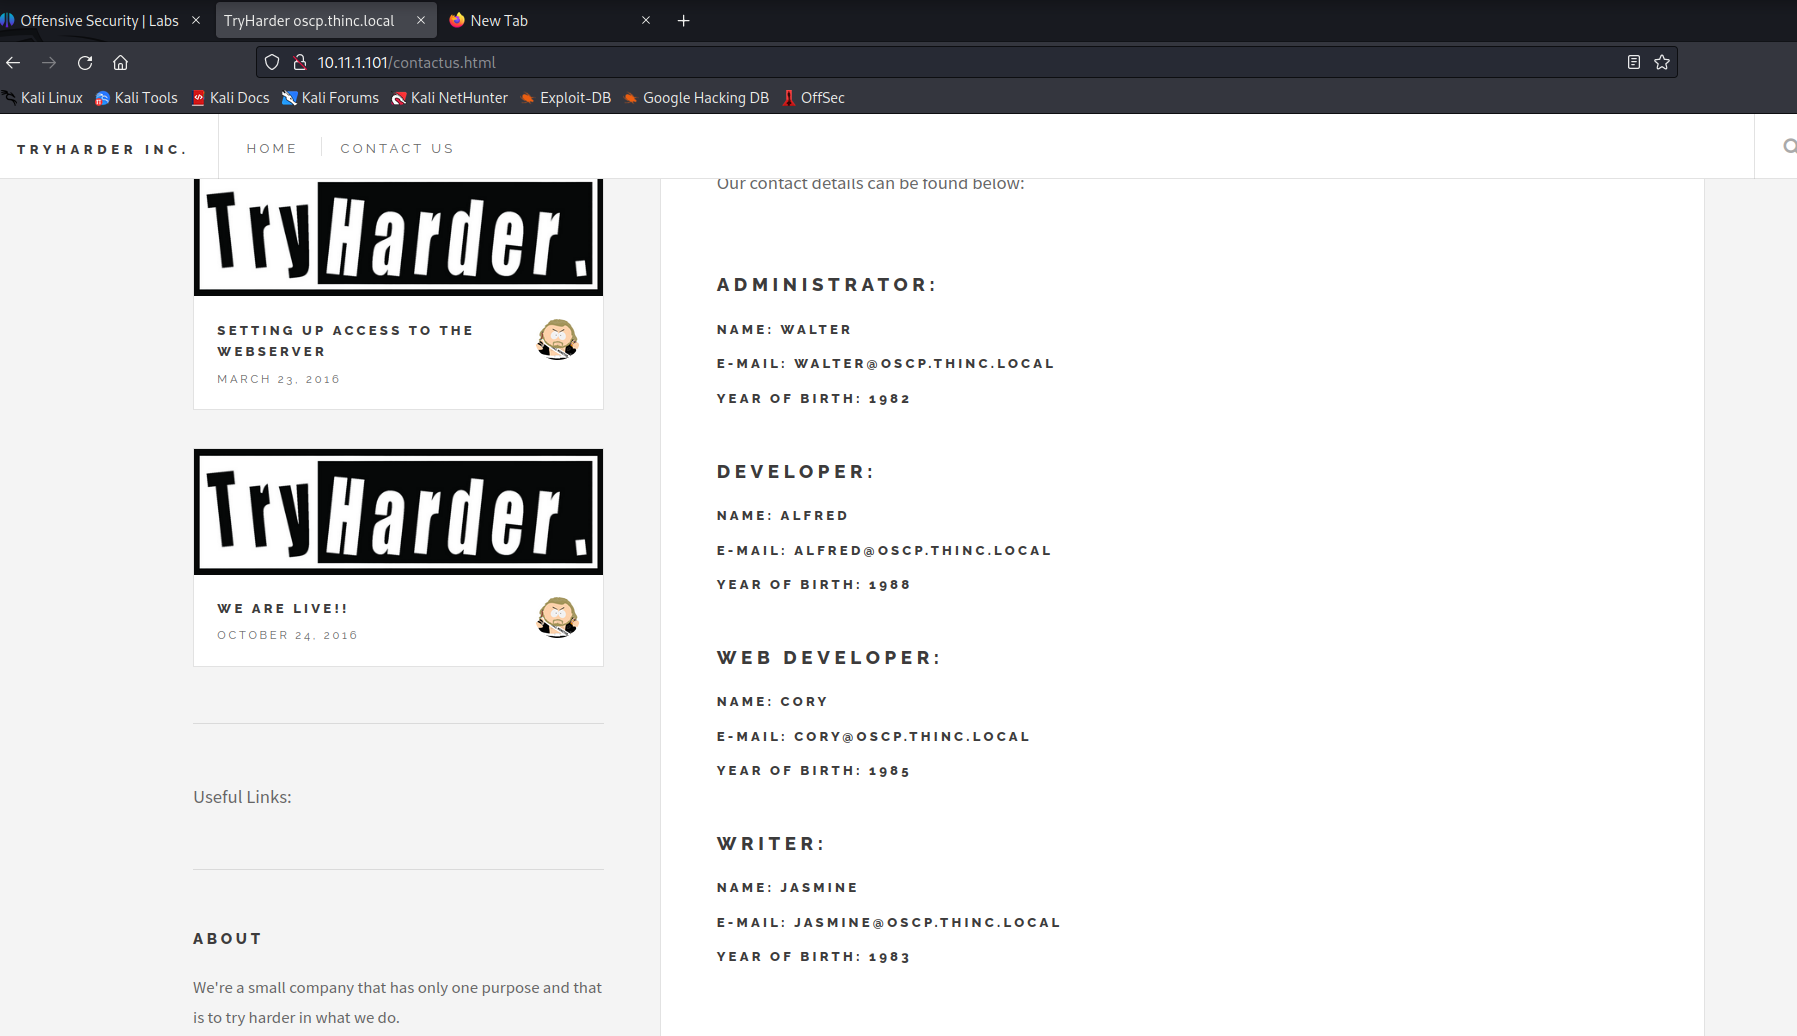 Offensive Security | Labs
TryHarder oscp.thinc.local
New Tab
10.11.1.101/contactus.html
Kali Linux
Kali Tools
Kali Docs
Kali Forums
Kali NetHunter
Exploit-DB
Google Hacking DB
OffSec
TRYHARDER INC.
HOME
CONTACT US
TryHarder.
SETTING UP ACCESS TO THE
WEBSERVER
MARCH 23, 2016
TryHarder.
WE ARE LIVE!!
OCTOBER 24, 2016
Useful Links:
ABOUT
We're a small company that has only one purpose and that
is to try harder in what we do.
Our contact details can be found below:
ADMINISTRATOR:
NAME: WALTER
E-MAIL: WALTER@OSCP.THINC.LOCAL
YEAR OF BIRTH: 1982
DEVELOPER:
NAME: ALFRED
E-MAIL: ALFRED@OSCP.THINC.LOCAL
YEAR OF BIRTH: 1988
WEB DEVELOPER:
NAME: CORY
E-MAIL: CORY@OSCP.THINC.LOCAL
YEAR OF BIRTH: 1985
WRITER:
NAME: JASMINE
E-MAIL: JASMINE@OSCP.THINC.LOCAL
YEAR OF BIRTH: 1983